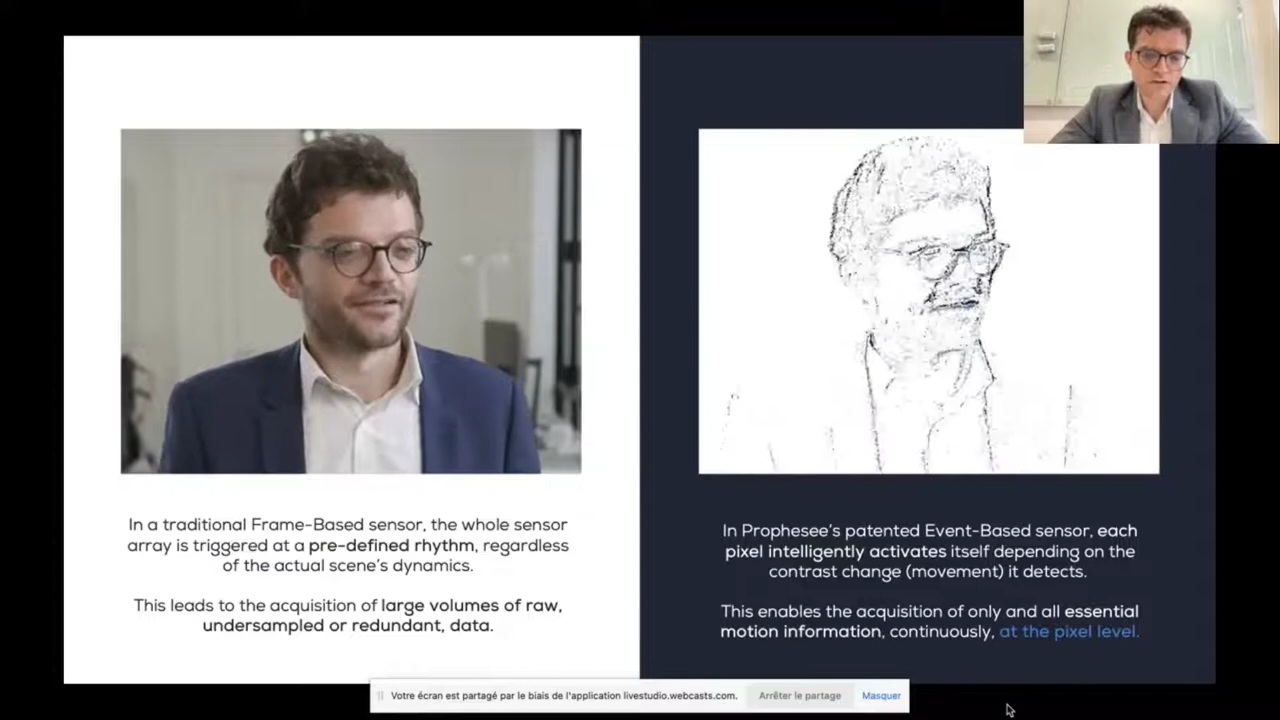 In a traditional Frame-Based sensor, the whole sensor
array is triggered at a pre-defined rhythm, regardless
of the actual scene's dynamics.
This leads to the acquisition of large volumes of raw,
undersampled or redundant, data.
In Prophesee's patented Event-Based sensor, each
pixel intelligently activates itself depending on the
contrast change (movement) it detects.
This enables the acquisition of only and all essential
motion information, continuously, at the pixel level.
Votre écran est partagé par le biais de l'application livestudio.webcasts.com.
Arrêter le partage
Masquer